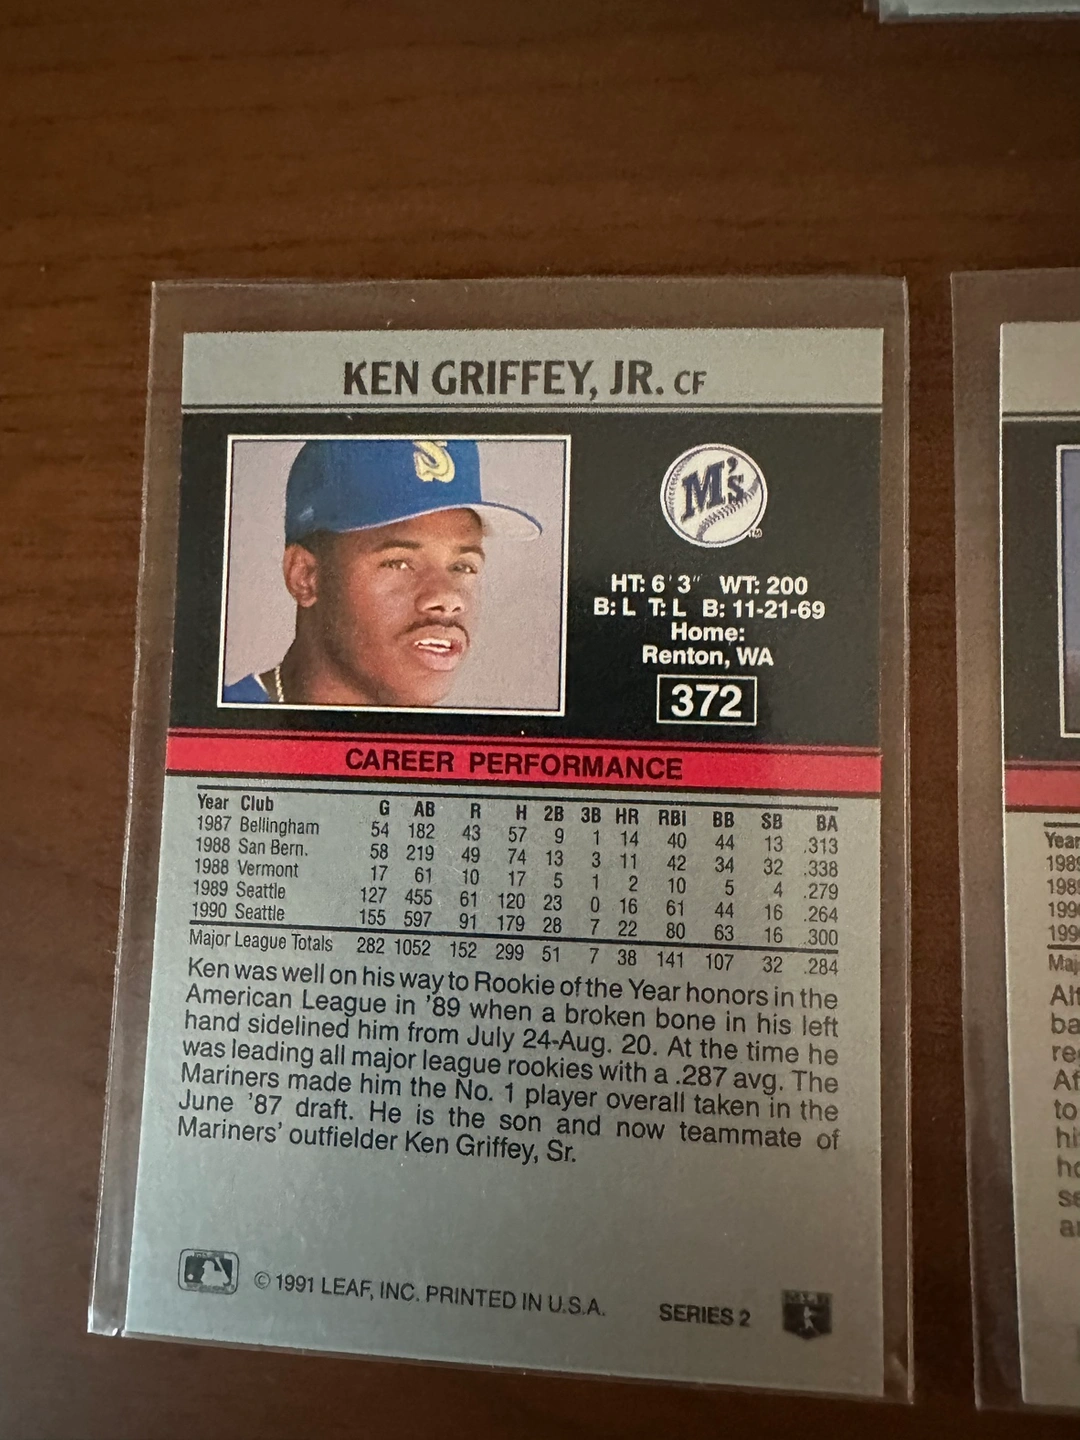 KEN GRIFFEY, JR. CF
S
M's
TM
HT: 6' 3" WT: 200
B: L T: L B: 11-21-69
Home:
Renton, WA
372
CAREER PERFORMANCE
Year Club G AB R H 2B 3B HR RBI BB SB BA
1987 Bellingham 54 182 43 57 9 1 14 40 44 13 .313
1988 San Bern. 58 219 49 74 13 3 11 42 34 32 .338
1988 Vermont 17 61 10 17 5 1 2 10 5 4 .279
1989 Seattle 127 455 61 120 23 0 16 61 44 16 .264
1990 Seattle 155 597 91 179 28 7 22 80 63 16 .300
Major League Totals 282 1052 152 299 51 7 38 141 107 32 .284
Ken was well on his way to Rookie of the Year honors in the
American League in '89 when a broken bone in his left
hand sidelined him from July 24-Aug. 20. At the time he
was leading all major league rookies with a .287 avg. The
Mariners made him the No. 1 player overall taken in the
June '87 draft. He is the son and now teammate of
Mariners' outfielder Ken Griffey, Sr.
© 1991 LEAF, INC. PRINTED IN U.S.A.
SERIES 2
Year